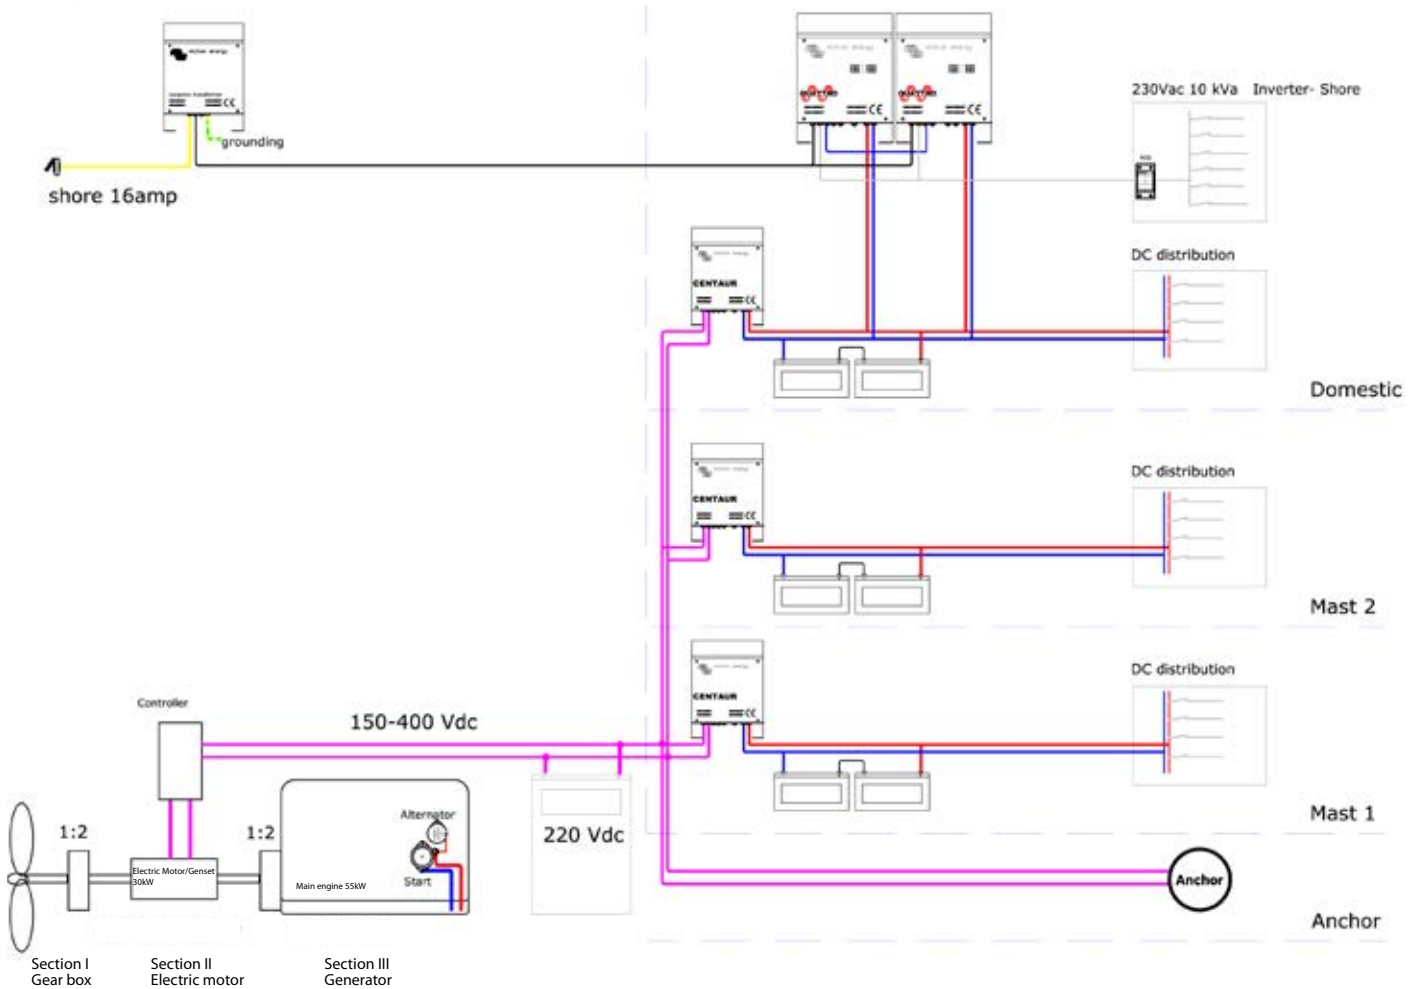 grounding
shore 16amp
QUATTRO
QUATTRO
230Vac 10 kVa Inverter- Shore
DC distribution
CENTAUR
Domestic
DC distribution
CENTAUR
Mast 2
DC distribution
CENTAUR
Mast 1
Controller
150-400 Vdc
1:2
1:2
Alternator
220 Vdc
Electric Motor/Genset
30kW
Main engine 55kW
Start
Anchor
Anchor
Section I
Gear box
Section II
Electric motor
Section III
Generator